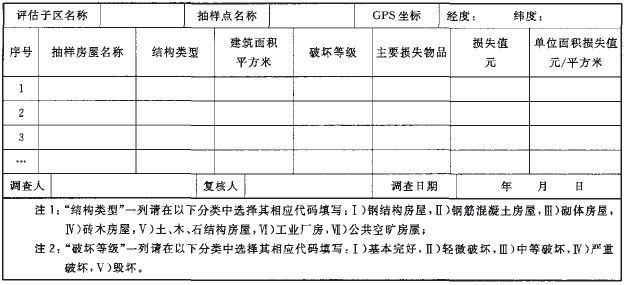 评估子区名称 抽样点名称 GPS坐标 经度： 纬度：
序号 抽样房屋名称 结构类型 建筑面积 平方米 破坏等级 主要损失物品 损失值 元 单位面积损失值 元/平方米
1
2
3
…
调查人 复核人 调查日期 年 月 日
注1：“结构类型”一列请在以下分类中选择其相应代码填写：Ⅰ）钢结构房屋，Ⅱ）钢筋混凝土房屋，Ⅲ）砌体房屋，
Ⅳ）砖木房屋，Ⅴ）土、木、石结构房屋，Ⅵ）工业厂房，Ⅶ）公共空旷房屋；
注2：“破坏等级”一列请在以下分类中选择其相应代码填写：Ⅰ）基本完好，Ⅱ）轻微破坏，Ⅲ）中等破坏，Ⅳ）严重
破坏，Ⅴ）毁坏。